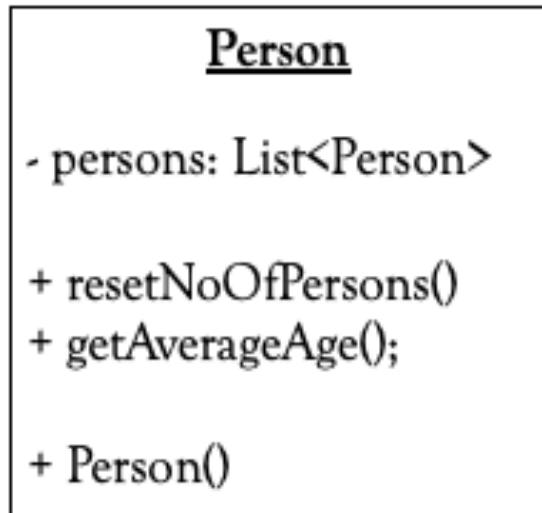 Person
- persons: List<Person>
+ resetNoOfPersons()
+ getAverageAge();
+ Person()